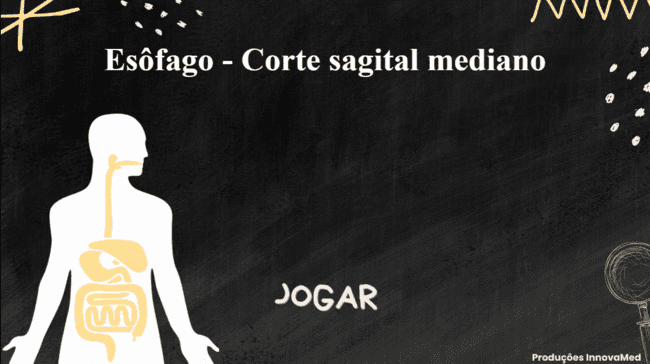 Esôfago - Corte sagital mediano
JOGAR
Produções InnovaMed